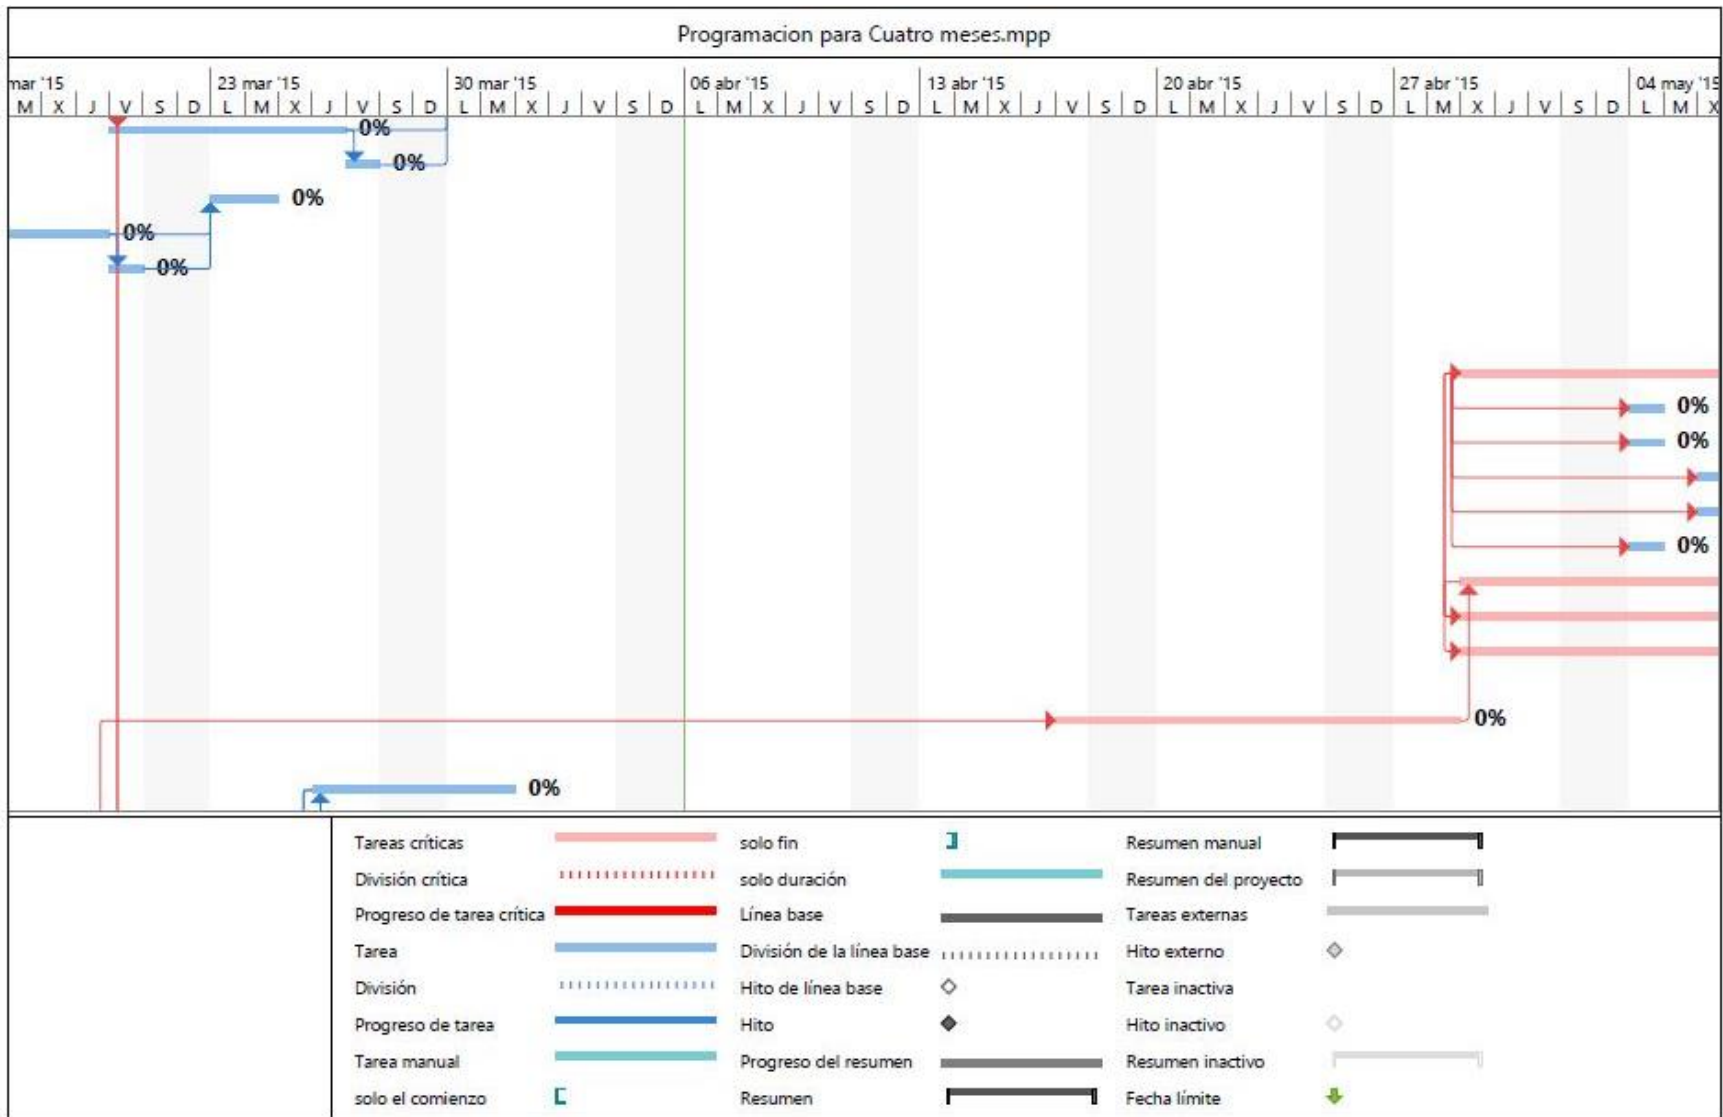 Programacion para Cuatro meses.mpp
mar '15 23 mar '15 30 mar '15 06 abr '15 13 abr '15 20 abr '15 27 abr '15 04 may '15
M X J V S D L M X J V S D L M X J V S D L M X J V S D L M X J V S D L M X J V S D L M X J V S D L M X
0%
0%
0%
0%
0%
0%
0%
0%
0%
0%
Tareas críticas solo fin Resumen manual
División crítica solo duración Resumen del proyecto
Progreso de tarea crítica Línea base Tareas externas
Tarea División de la línea base Hito externo
División Hito de línea base Tarea inactiva
Progreso de tarea Hito Hito inactivo
Tarea manual Progreso del resumen Resumen inactivo
solo el comienzo Resumen Fecha límite